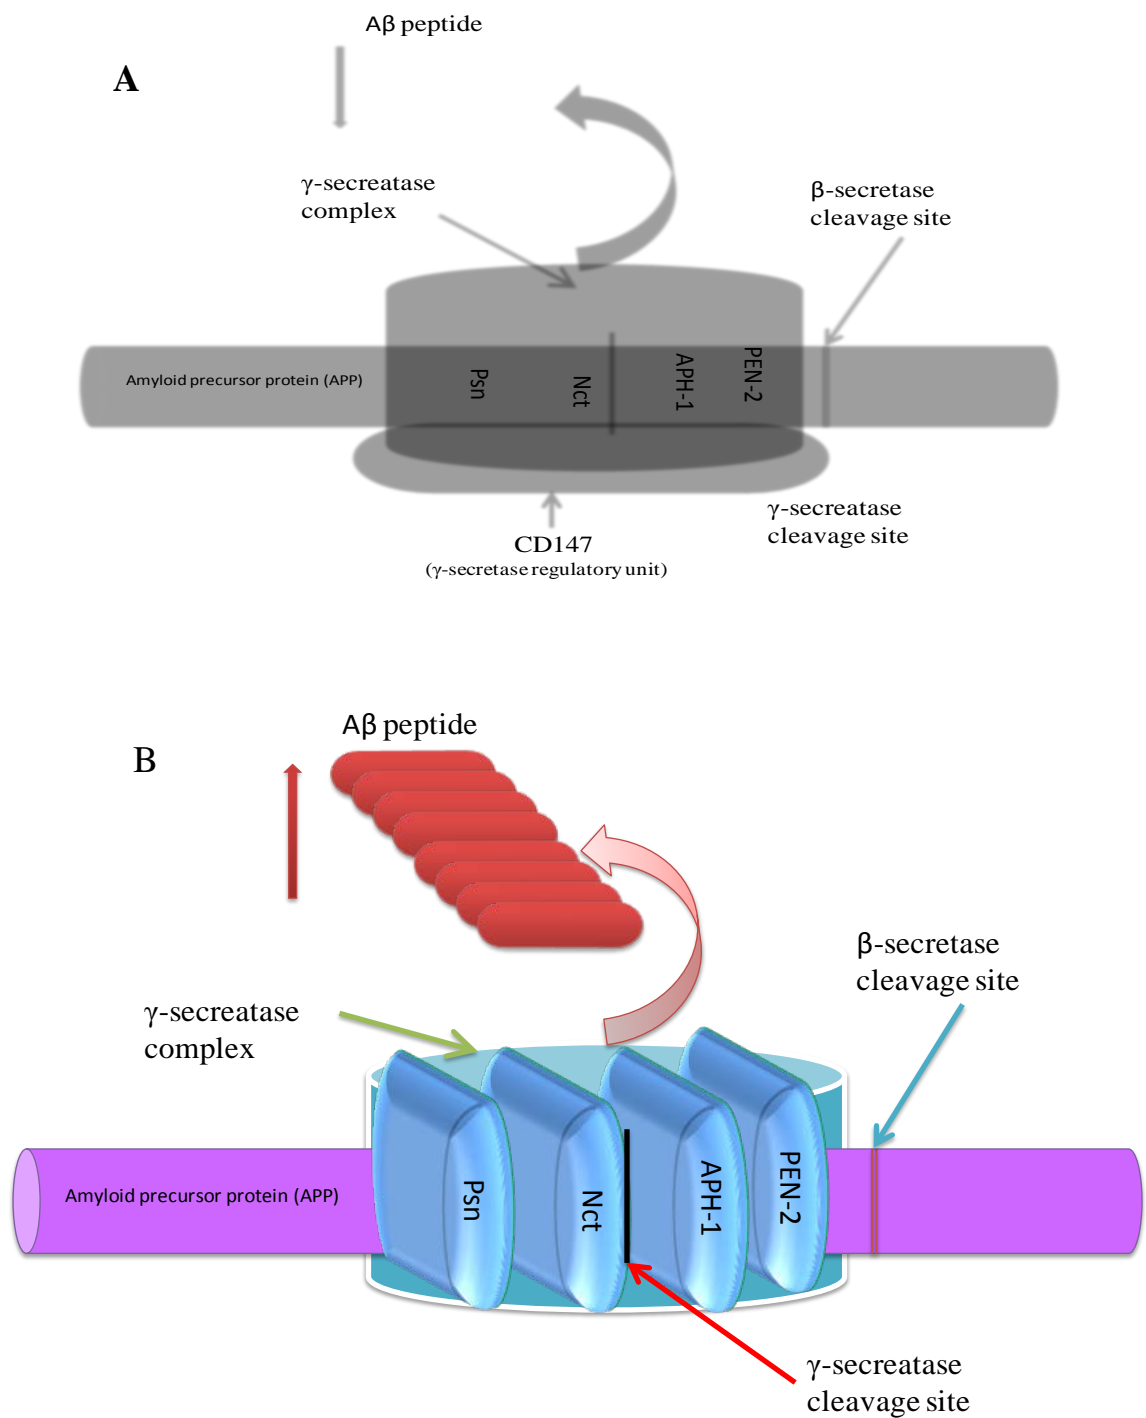 Aβ peptide
A
γ-secreatase
complex
β-secretase
cleavage site
Amyloid precursor protein (APP)
Psn
Nct
APH-1
PEN-2
γ-secreatase
cleavage site
CD147
(γ-secretase regulatory unit)
Aβ peptide
B
β-secretase
cleavage site
γ-secreatase
complex
Amyloid precursor protein (APP)
Psn
Nct
APH-1
PEN-2
γ-secreatase
cleavage site